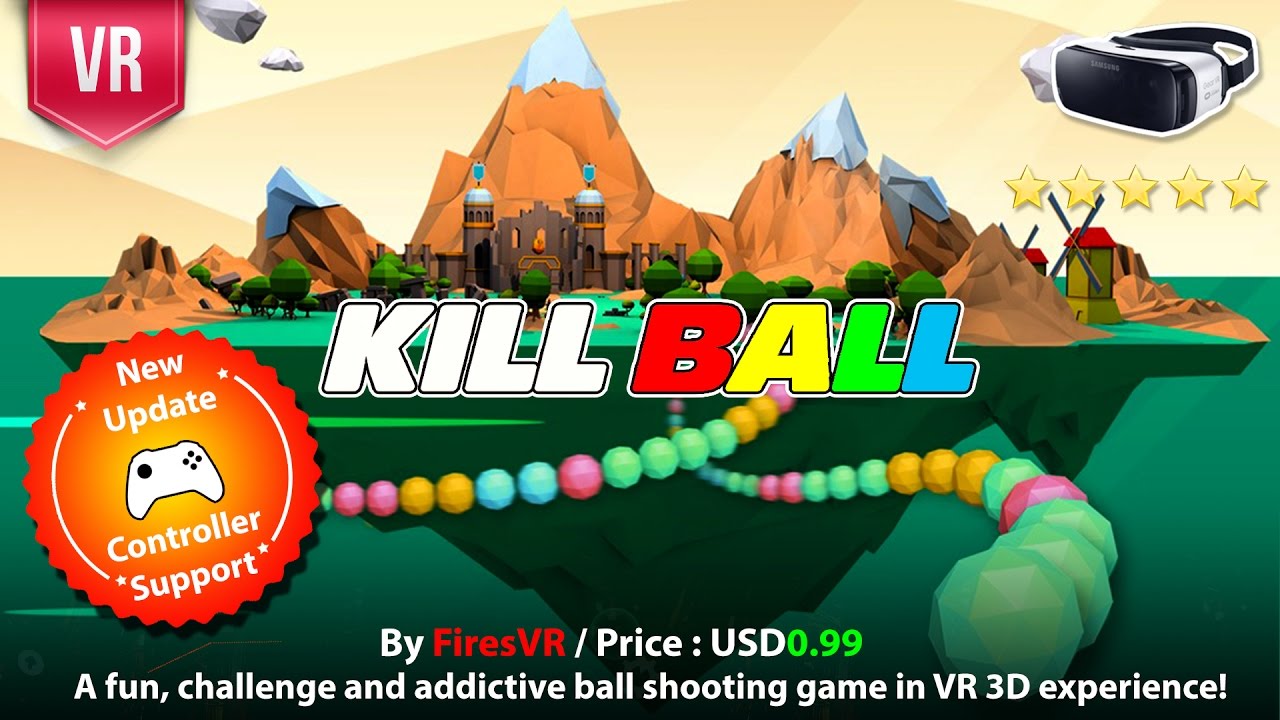 VR
SAMSUNG
KILL BALL
New
Update
Controller
Support
By FiresVR / Price : USD0.99
A fun, challenge and addictive ball shooting game in VR 3D experience!